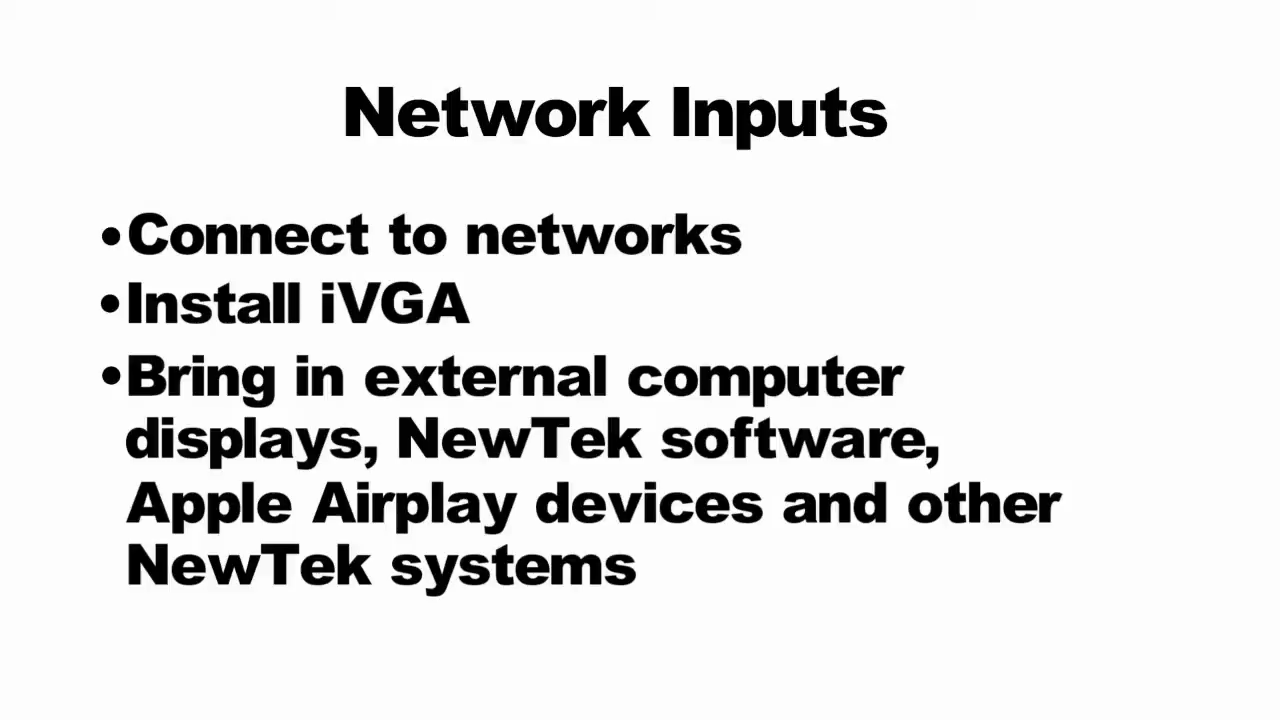 Network Inputs
•Connect to networks
•Install iVGA
•Bring in external computer
displays, NewTek software,
Apple Airplay devices and other
NewTek systems